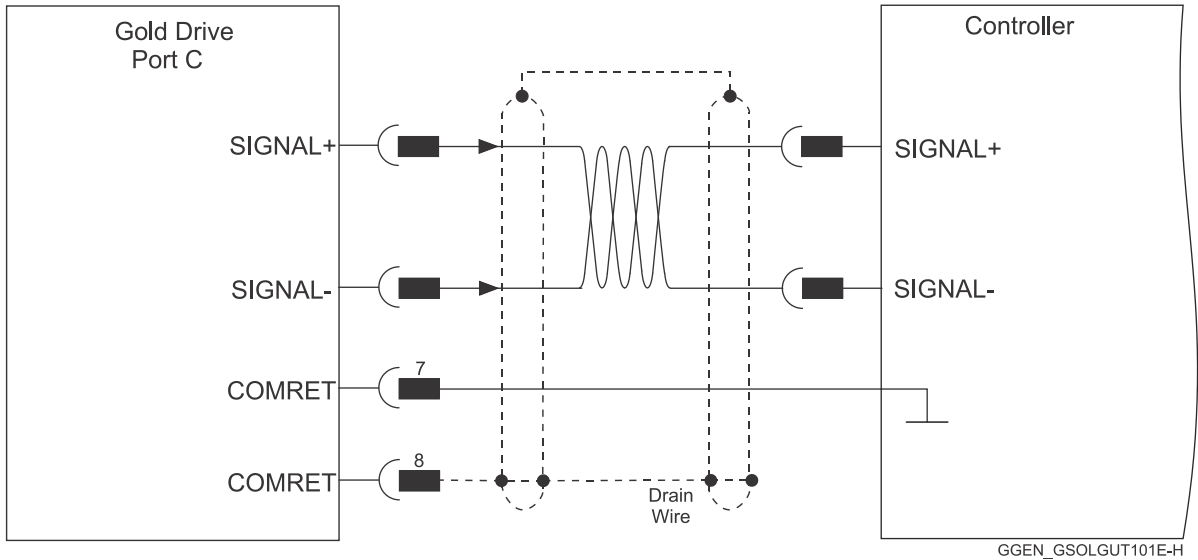 Gold Drive
Port C
Controller
SIGNAL+
SIGNAL+
SIGNAL-
SIGNAL-
7
COMRET
8
COMRET
Drain
Wire
GGEN_GSOLGUT101E-H